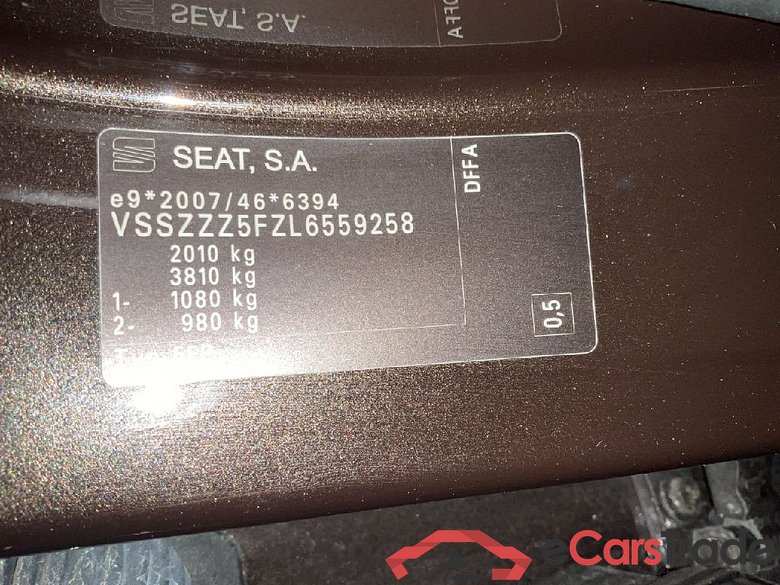 SEAT, S.A.
SEAT, S.A.
DFFA
e9*2007/46*6394
VSSZZZ5FZL6559258
2010 kg
3810 kg
1- 1080 kg
2- 980 kg
0,5
eCarsTrade